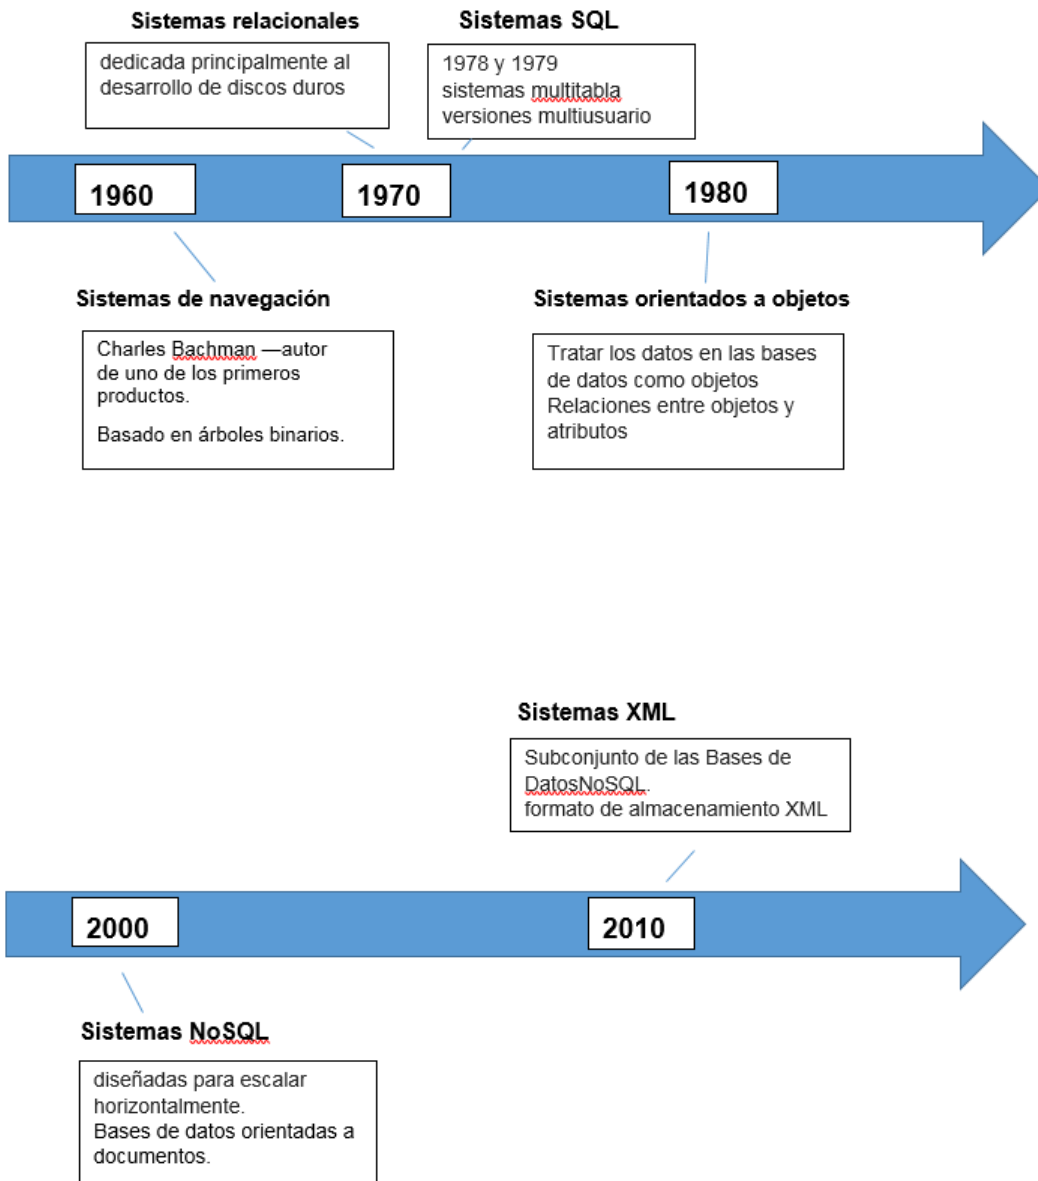 Sistemas relacionales
dedicada principalmente al
desarrollo de discos duros
Sistemas SQL
1978 y 1979
sistemas multitabla
versiones multiusuario
1960
1970
1980
Sistemas de navegación
Charles Bachman —autor
de uno de los primeros
productos.
Basado en árboles binarios.
Sistemas orientados a objetos
Tratar los datos en las bases
de datos como objetos
Relaciones entre objetos y
atributos
Sistemas XML
Subconjunto de las Bases de
DatosNoSQL.
formato de almacenamiento XML
2000
2010
Sistemas NoSQL
diseñadas para escalar
horizontalmente.
Bases de datos orientadas a
documentos.